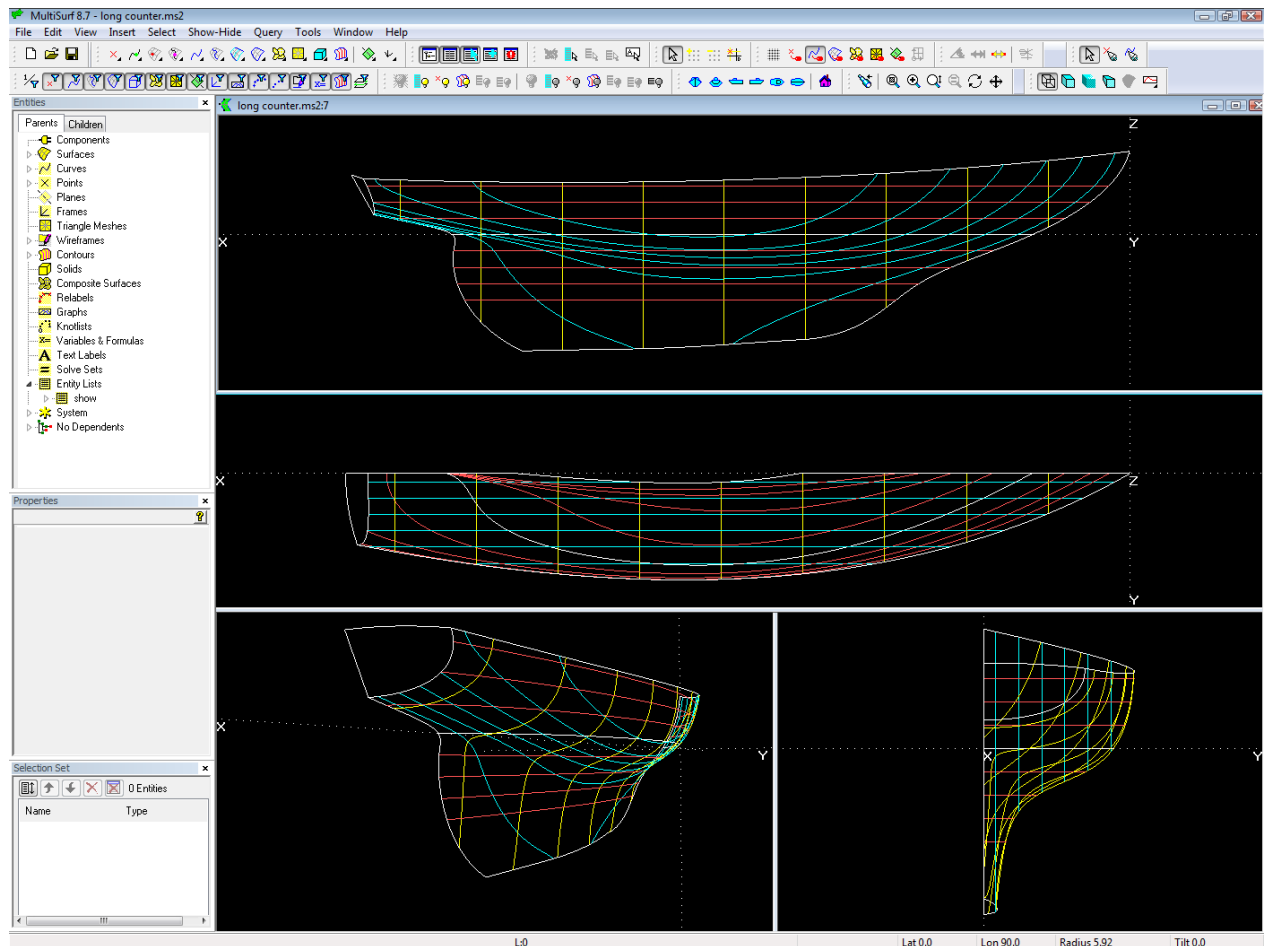 MultiSurf 8.7 - long counter.ms2
File Edit View Insert Select Show-Hide Query Tools Window Help
Entities
Parents Children
Components
Surfaces
Curves
Points
Planes
Frames
Triangle Meshes
Wireframes
Contours
Solids
Composite Surfaces
Relabels
Graphs
Knotlists
Variables & Formulas
Text Labels
Solve Sets
Entity Lists
show
System
No Dependents
Properties
Selection Set
0 Entities
Name Type
long counter.ms2:7
Z
X Y
X Z
Y
X Y
X Y
L:0 Lat 0.0 Lon 90.0 Radius 5.92 Tilt 0.0